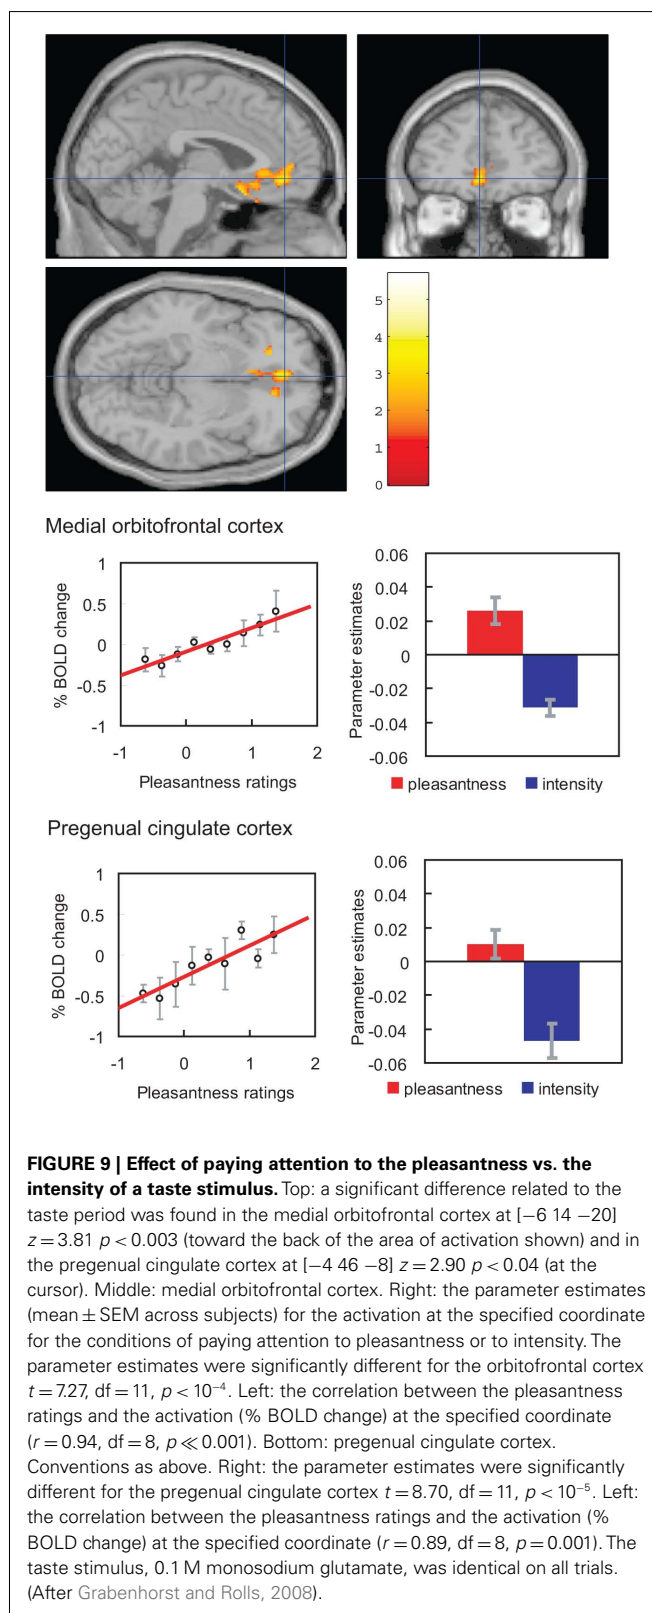 5
4
3
2
1
0
Medial orbitofrontal cortex
1
0.5
0
-0.5
-1
% BOLD change
-1 0 1 2
Pleasantness ratings
0.06
0.04
0.02
0
-0.02
-0.04
-0.06
Parameter estimates
pleasantness intensity
Pregenual cingulate cortex
1
0.5
0
-0.5
-1
% BOLD change
-1 0 1 2
Pleasantness ratings
0.06
0.04
0.02
0
-0.02
-0.04
-0.06
Parameter estimates
pleasantness intensity
FIGURE 9 | Effect of paying attention to the pleasantness vs. the
intensity of a taste stimulus. Top: a significant difference related to the
taste period was found in the medial orbitofrontal cortex at [−6 14 −20]
z = 3.81 p < 0.003 (toward the back of the area of activation shown) and in
the pregenual cingulate cortex at [−4 46 −8] z = 2.90 p < 0.04 (at the
cursor). Middle: medial orbitofrontal cortex. Right: the parameter estimates
(mean ± SEM across subjects) for the activation at the specified coordinate
for the conditions of paying attention to pleasantness or to intensity. The
parameter estimates were significantly different for the orbitofrontal cortex
t = 7.27, df = 11, p < 10⁻⁴. Left: the correlation between the pleasantness
ratings and the activation (% BOLD change) at the specified coordinate
(r = 0.94, df = 8, p ≪ 0.001). Bottom: pregenual cingulate cortex.
Conventions as above. Right: the parameter estimates were significantly
different for the pregenual cingulate cortex t = 8.70, df = 11, p < 10⁻⁵. Left:
the correlation between the pleasantness ratings and the activation (%
BOLD change) at the specified coordinate (r = 0.89, df = 8, p = 0.001). The
taste stimulus, 0.1 M monosodium glutamate, was identical on all trials.
(After Grabenhorst and Rolls, 2008).